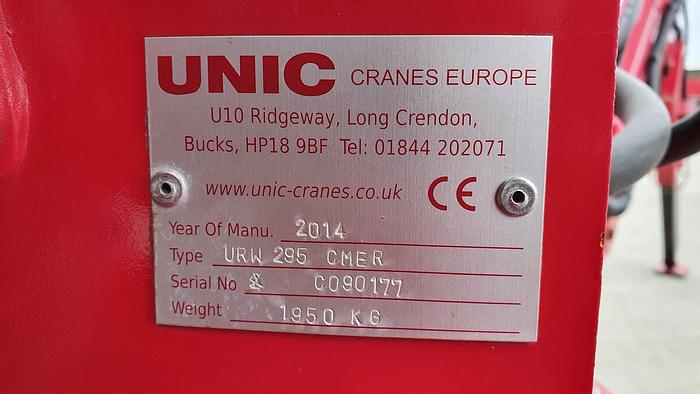 UNIC CRANES EUROPE
U10 Ridgeway, Long Crendon,
Bucks, HP18 9BF Tel: 01844 202071
www.unic-cranes.co.uk CE
Year Of Manu. 2014
Type URW 295 CMER
Serial No C090177
Weight 1950 KG